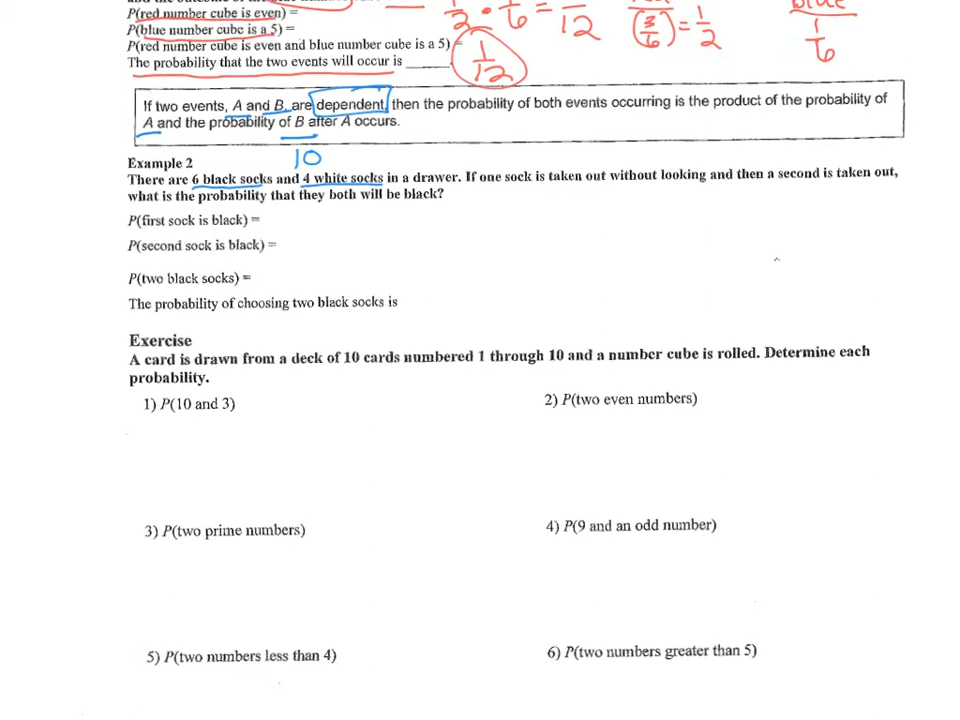 P(red number cube is even) =
P(blue number cube is a 5) =
P(red number cube is even and blue number cube is a 5) =
The probability that the two events will occur is ______.
1/2 • 1/6 = 12
(3/6) = 1/2
blue
1/6
1/12
If two events, A and B are dependent, then the probability of both events occurring is the product of the probability of
A and the probability of B after A occurs.
10
Example 2
There are 6 black socks and 4 white socks in a drawer. If one sock is taken out without looking and then a second is taken out,
what is the probability that they both will be black?
P(first sock is black) =
P(second sock is black) =
P(two black socks) =
The probability of choosing two black socks is
Exercise
A card is drawn from a deck of 10 cards numbered 1 through 10 and a number cube is rolled. Determine each
probability.
1) P(10 and 3)
2) P(two even numbers)
3) P(two prime numbers)
4) P(9 and an odd number)
5) P(two numbers less than 4)
6) P(two numbers greater than 5)